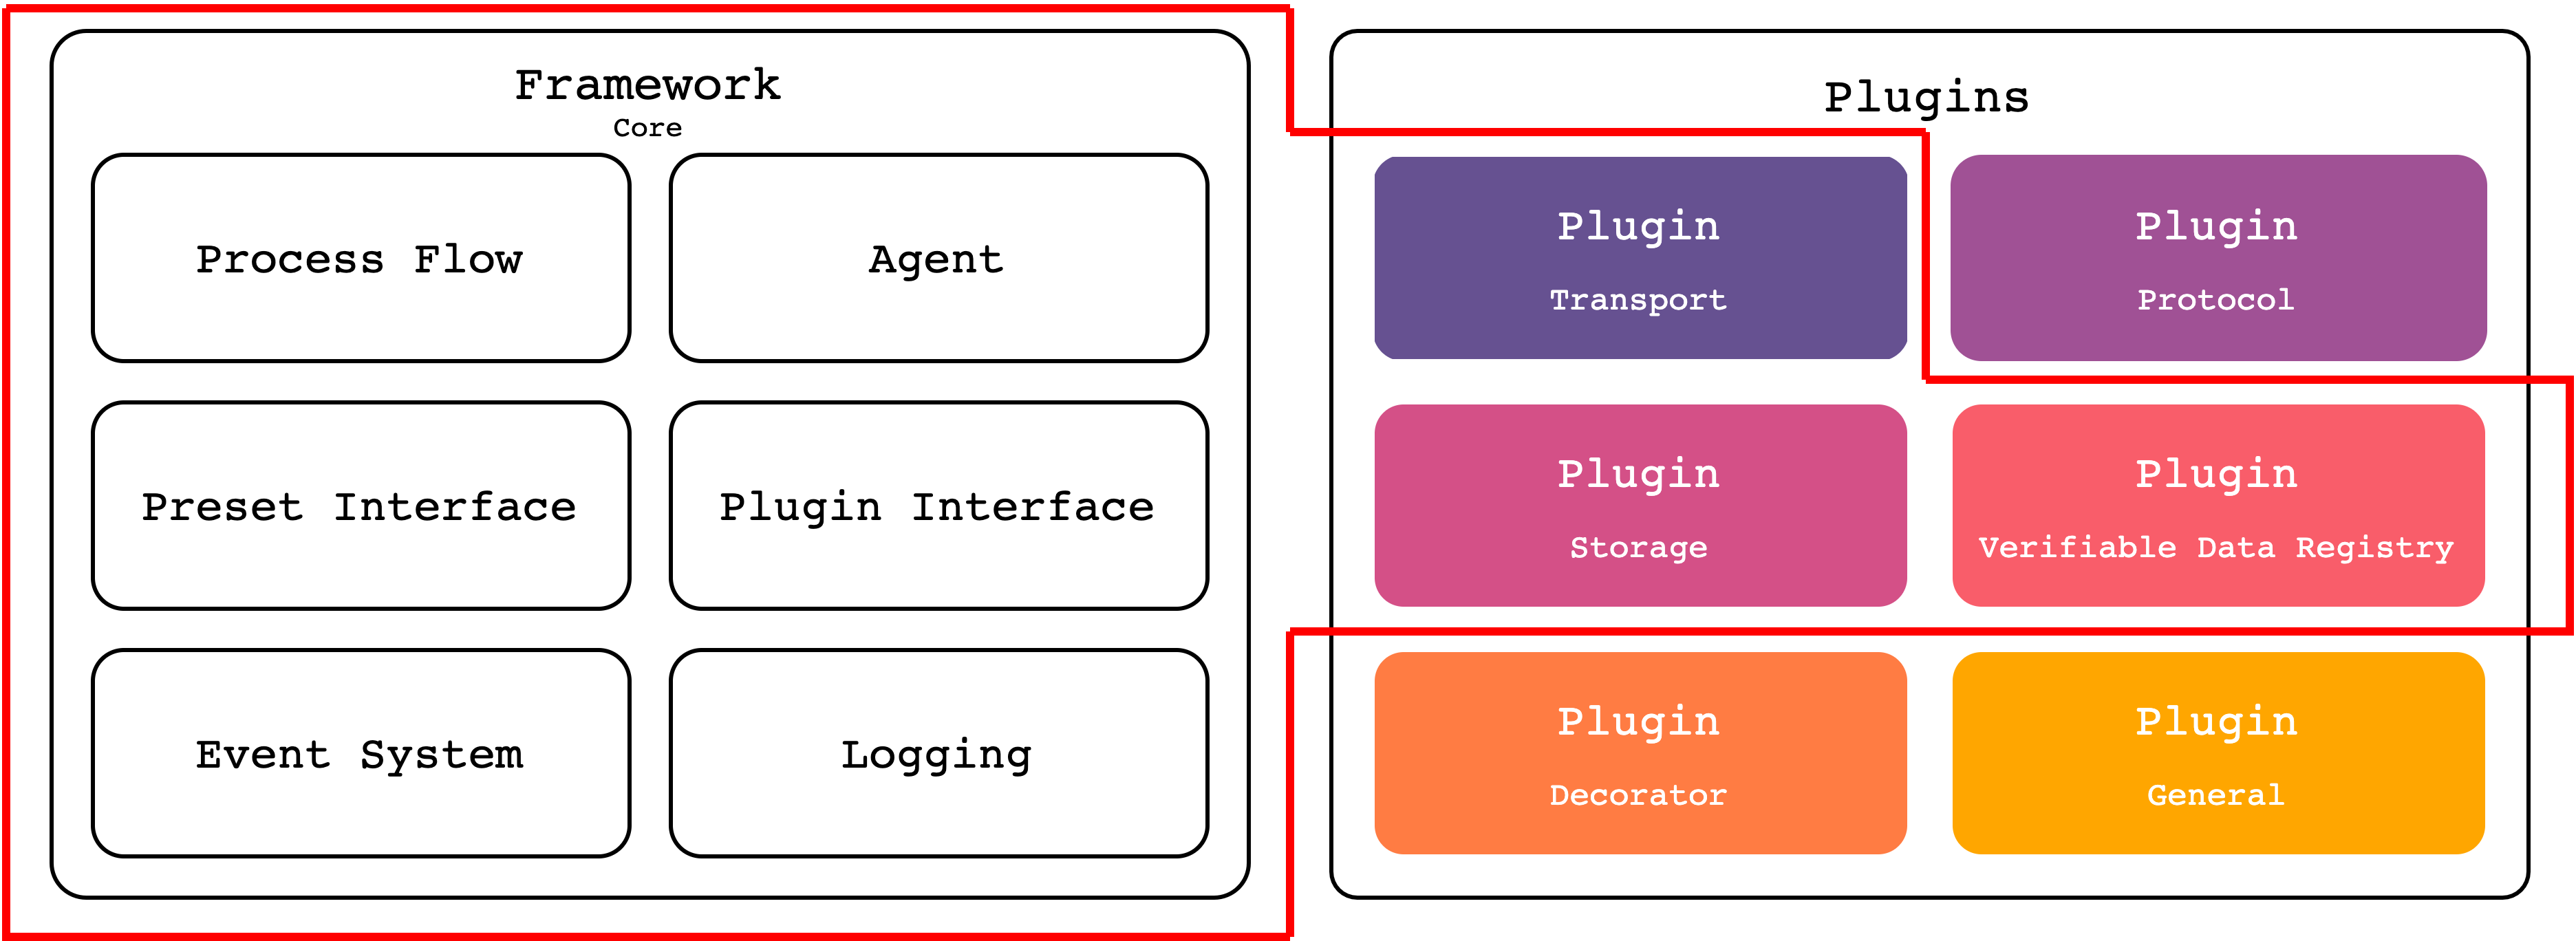 Framework
Core
Process Flow
Agent
Preset Interface
Plugin Interface
Event System
Logging
Plugins
Plugin
Transport
Plugin
Protocol
Plugin
Storage
Plugin
Verifiable Data Registry
Plugin
Decorator
Plugin
General